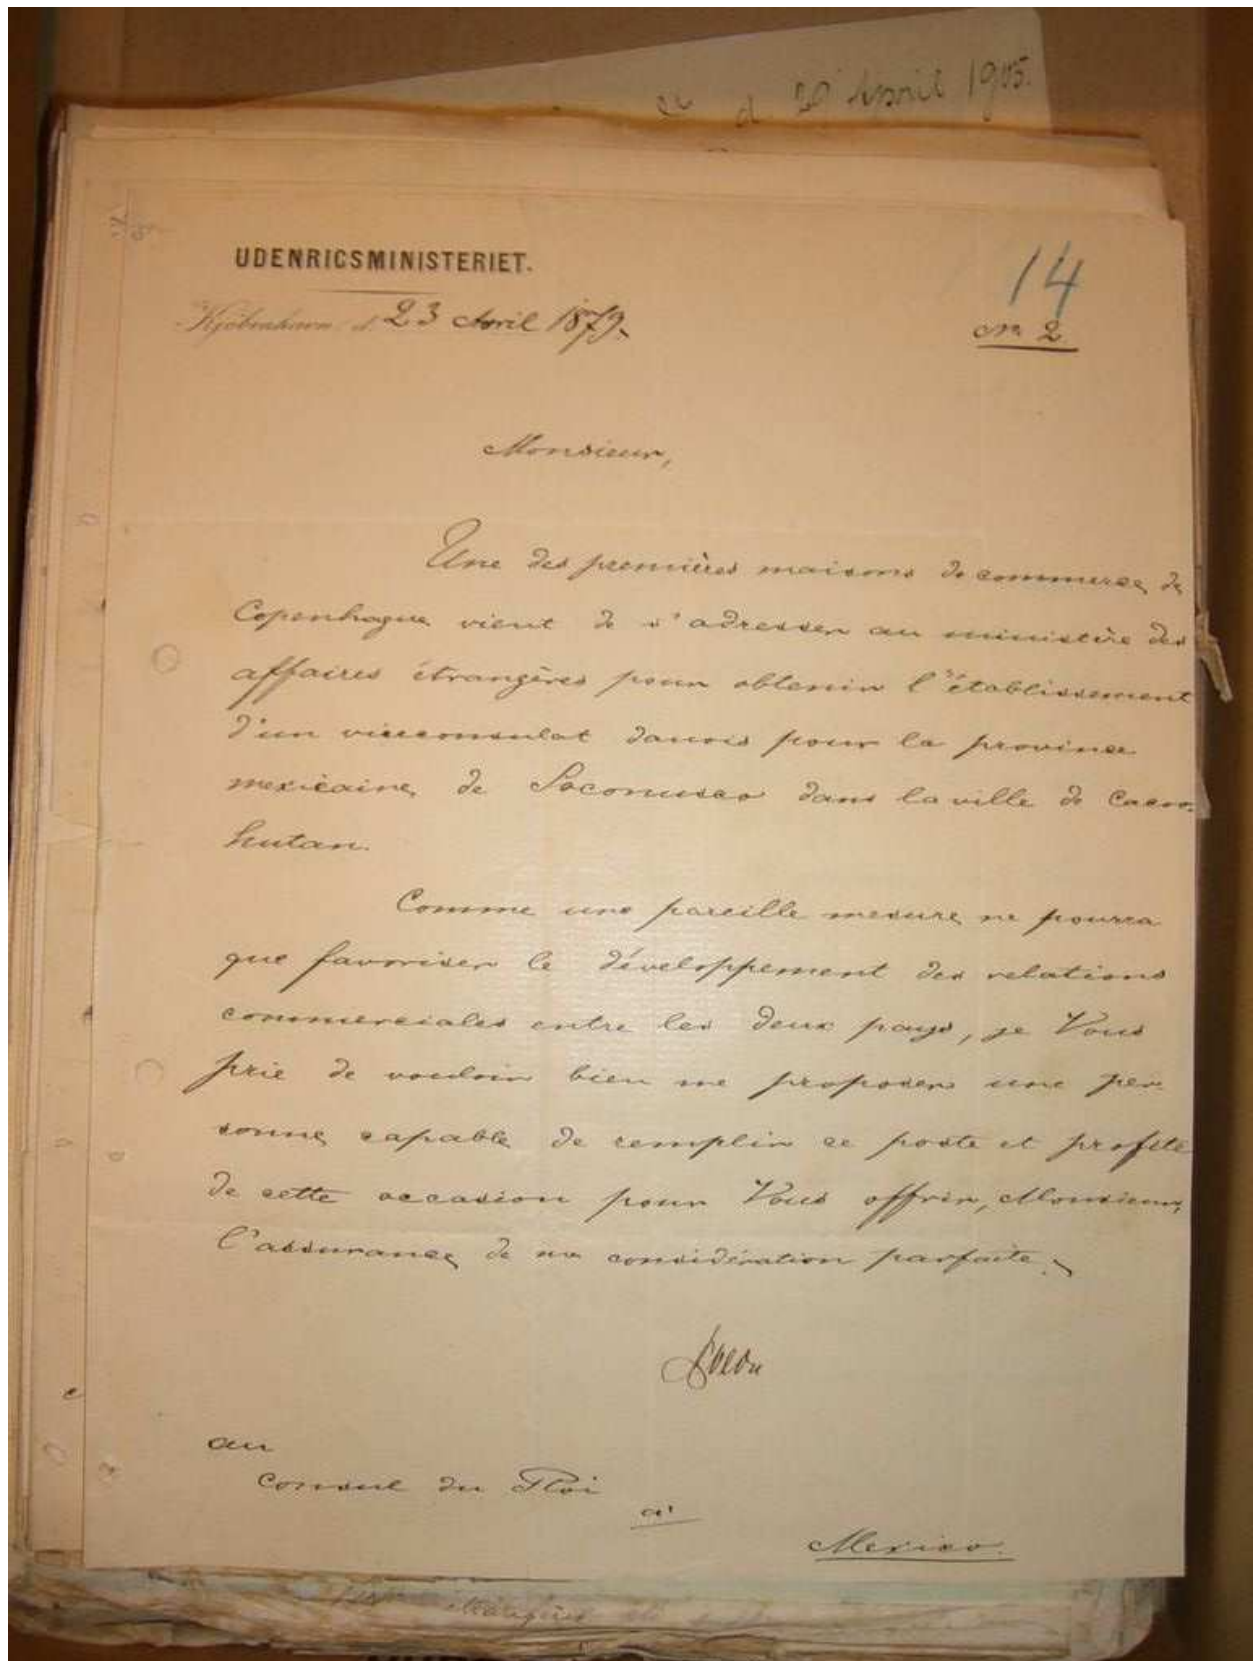 d 29 April 1905.
UDENRIGSMINISTERIET.
14
Kjøbenhavn d 23 Avril 1879.
No 2.
Monsieur,
Une des premières maisons de commerce de
Copenhague vient de s'adresser au ministère des
affaires étrangères pour obtenir l'établissement
d'un viceconsulat danois pour la province
mexicaine de Soconusco dans la ville de Caca-
hutan.
Comme une pareille mesure ne pourra
que favoriser le développement des relations
commerciales entre les deux pays, je Vous
prie de vouloir bien me proposer une per
sonne capable de remplir ce poste et profite
de cette occasion pour Vous offrir, Monsieur,
l'assurance de ma considération parfaite.
au
Consul du Roi
à
Mexico.